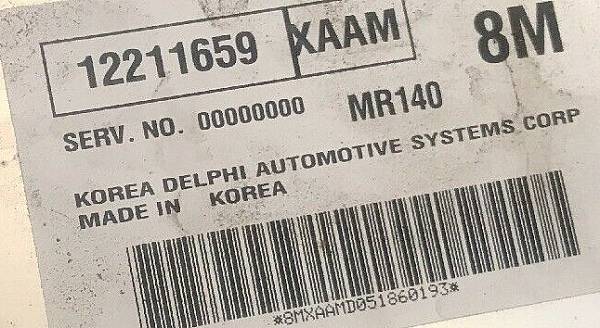 12211659 XAAM 8M
SERV. NO. 00000000 MR140
KOREA DELPHI AUTOMOTIVE SYSTEMS CORP
MADE IN KOREA
*8MXAAMD051860193*